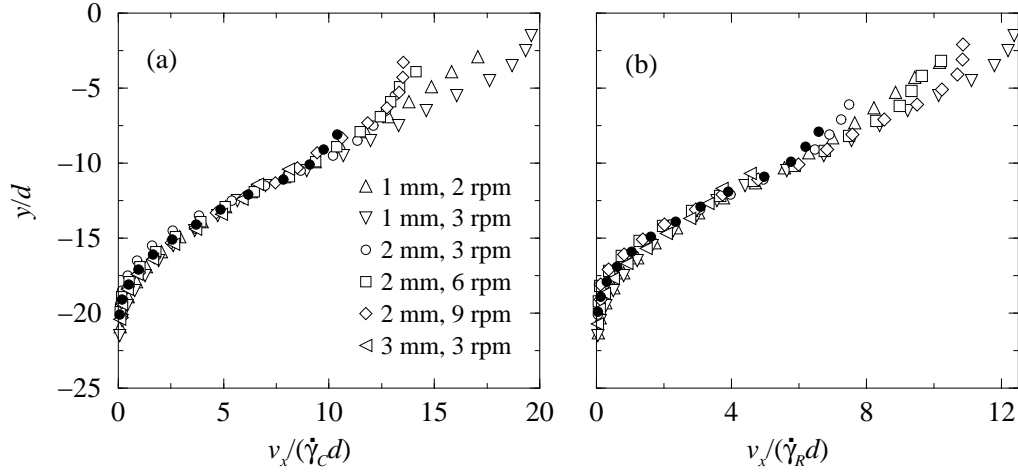 (a)
(b)
0
−5
−10
−15
−20
−25
y/d
1 mm, 2 rpm
1 mm, 3 rpm
2 mm, 3 rpm
2 mm, 6 rpm
2 mm, 9 rpm
3 mm, 3 rpm
0 5 10 15 20
0 4 8 12
v_x/(γ̇_C d)
v_x/(γ̇_R d)